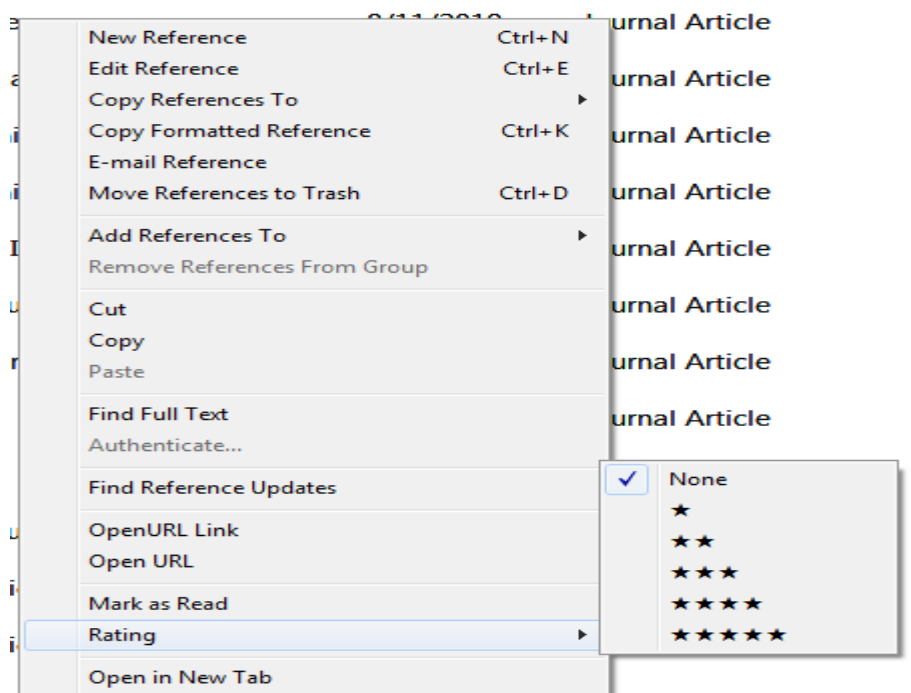 New Reference Ctrl+N
Edit Reference Ctrl+E
Copy References To
Copy Formatted Reference Ctrl+K
E-mail Reference
Move References to Trash Ctrl+D
Add References To
Remove References From Group
Cut
Copy
Paste
Find Full Text
Authenticate...
Find Reference Updates
OpenURL Link
Open URL
Mark as Read
Rating
Open in New Tab
None
★
★★
★★★
★★★★
★★★★★
urnal Article
urnal Article
urnal Article
urnal Article
urnal Article
urnal Article
urnal Article
urnal Article